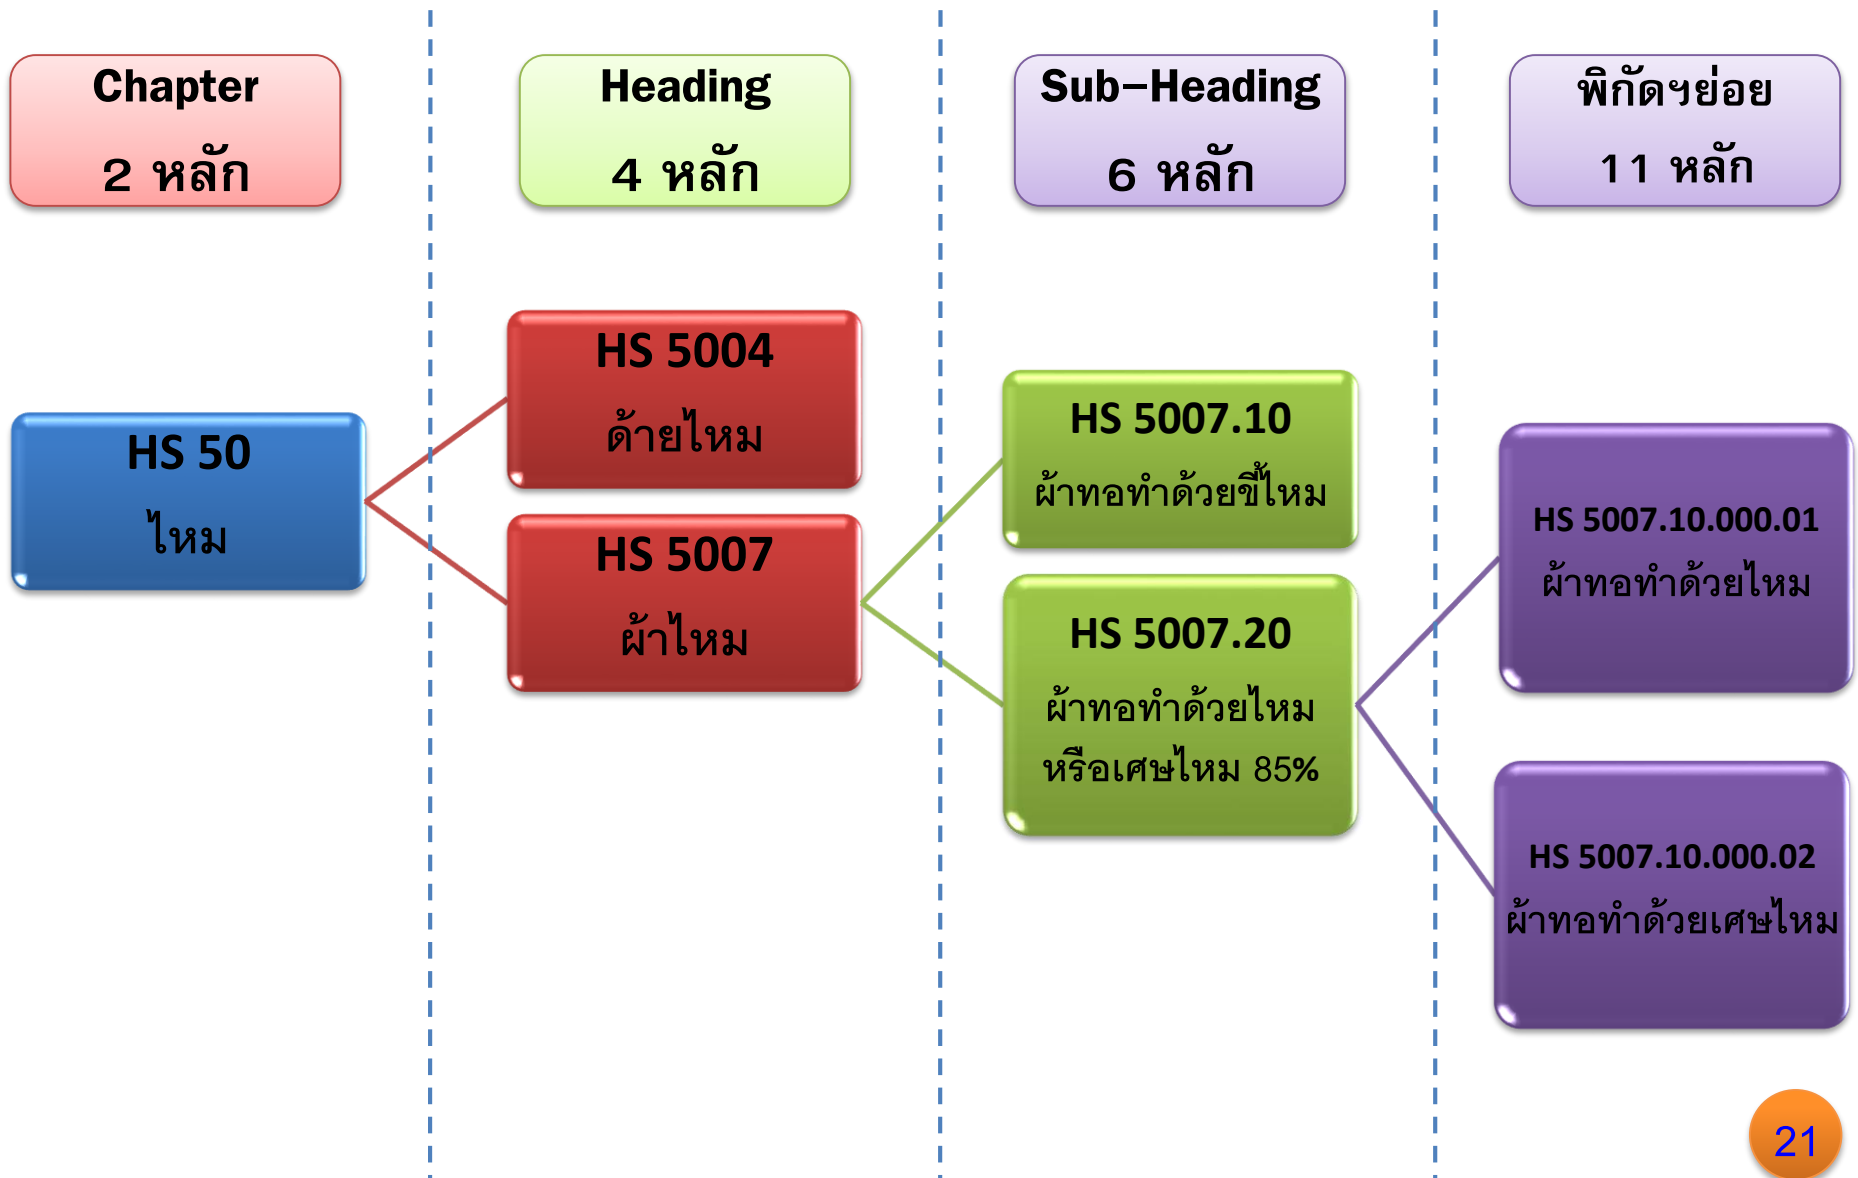 Chapter
2 หลัก
Heading
4 หลัก
Sub-Heading
6 หลัก
พิกัดฯย่อย
11 หลัก
HS 50
ไหม
HS 5004
ด้ายไหม
HS 5007
ผ้าไหม
HS 5007.10
ผ้าทอทำด้วยขี้ไหม
HS 5007.20
ผ้าทอทำด้วยไหม
หรือเศษไหม 85%
HS 5007.10.000.01
ผ้าทอทำด้วยไหม
HS 5007.10.000.02
ผ้าทอทำด้วยเศษไหม
21